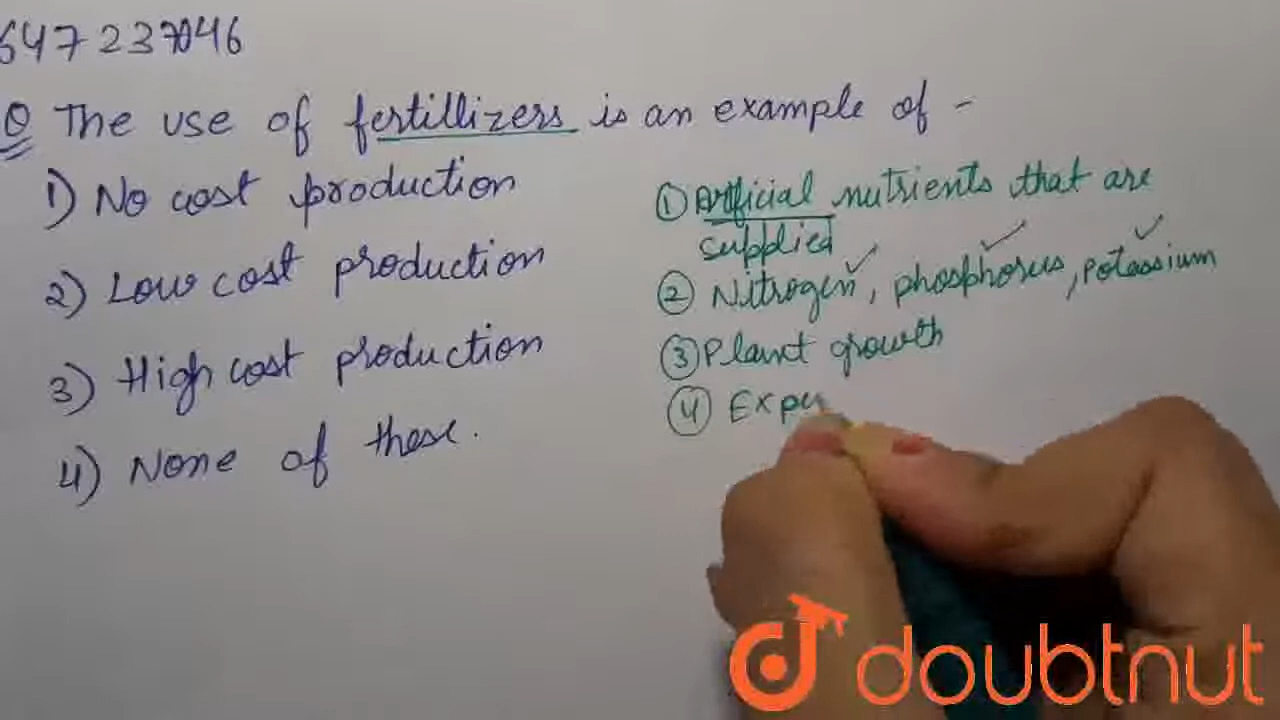 647237046
Q The use of fertillizers is an example of -
1) No cost production
2) Low cost production
3) High cost production
4) None of these.
① Artificial nutrients that are
supplied
② Nitrogen, phosphorus, potassium
③ Plant growth
④ Expe
doubtnut